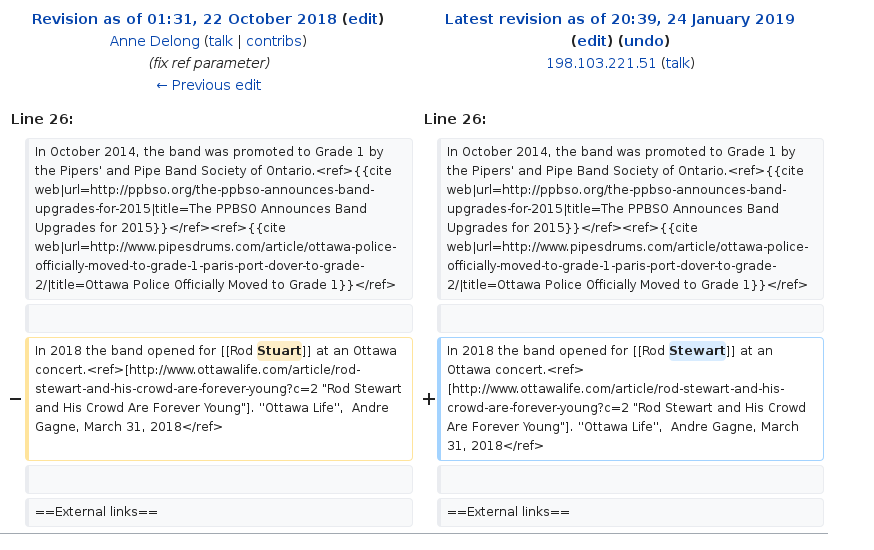 Revision as of 01:31, 22 October 2018 (edit)
Anne Delong (talk | contribs)
(fix ref parameter)
← Previous edit
Latest revision as of 20:39, 24 January 2019
(edit) (undo)
198.103.221.51 (talk)
Line 26:
Line 26:
In October 2014, the band was promoted to Grade 1 by
the Pipers' and Pipe Band Society of Ontario.<ref>{{cite
web|url=http://ppbso.org/the-ppbso-announces-band-
upgrades-for-2015|title=The PPBSO Announces Band
Upgrades for 2015}}</ref><ref>{{cite
web|url=http://www.pipesdrums.com/article/ottawa-police-
officially-moved-to-grade-1-paris-port-dover-to-grade-
2/|title=Ottawa Police Officially Moved to Grade 1}}</ref>
In October 2014, the band was promoted to Grade 1 by
the Pipers' and Pipe Band Society of Ontario.<ref>{{cite
web|url=http://ppbso.org/the-ppbso-announces-band-
upgrades-for-2015|title=The PPBSO Announces Band
Upgrades for 2015}}</ref><ref>{{cite
web|url=http://www.pipesdrums.com/article/ottawa-police-
officially-moved-to-grade-1-paris-port-dover-to-grade-
2/|title=Ottawa Police Officially Moved to Grade 1}}</ref>
−
In 2018 the band opened for [[Rod Stuart]] at an Ottawa
concert.<ref>[http://www.ottawalife.com/article/rod-
stewart-and-his-crowd-are-forever-young?c=2 "Rod Stewart
and His Crowd Are Forever Young"]. ''Ottawa Life'',  Andre
Gagne, March 31, 2018</ref>
+
In 2018 the band opened for [[Rod Stewart]] at an
Ottawa concert.<ref>
[http://www.ottawalife.com/article/rod-stewart-and-his-
crowd-are-forever-young?c=2 "Rod Stewart and His Crowd
Are Forever Young"]. ''Ottawa Life'',  Andre Gagne, March
31, 2018</ref>
==External links==
==External links==